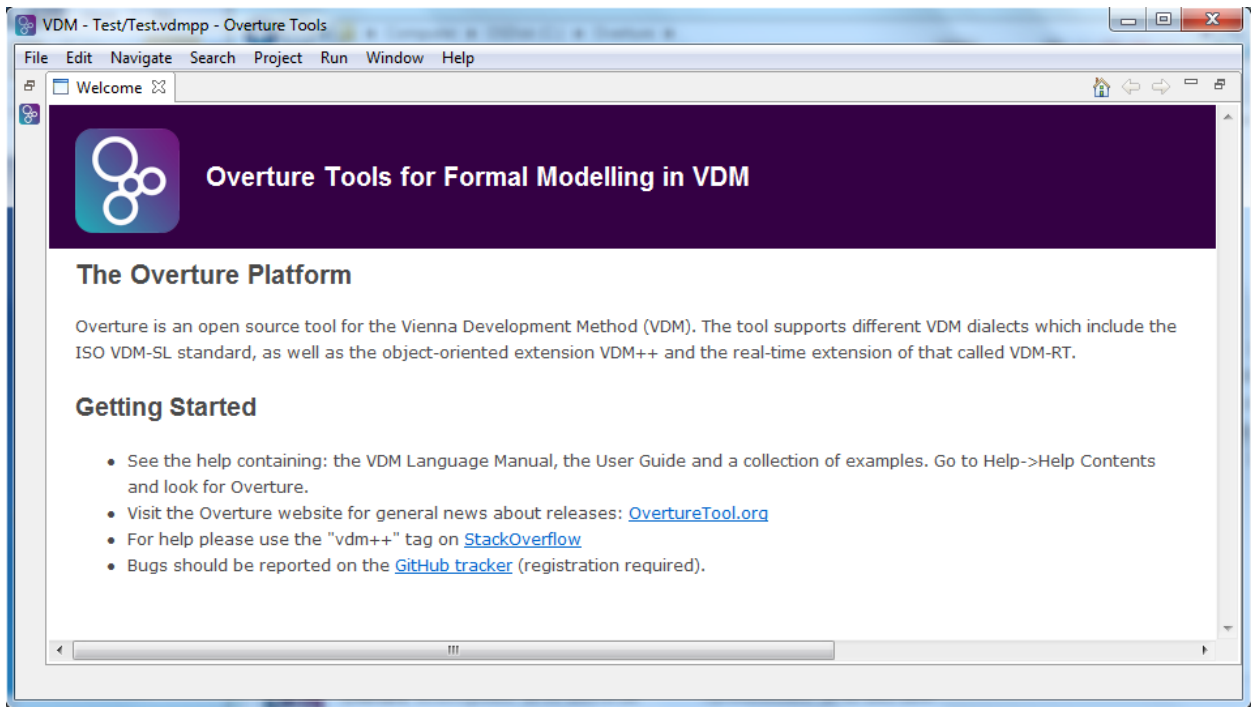 VDM - Test/Test.vdmpp - Overture Tools
File Edit Navigate Search Project Run Window Help
Welcome
Overture Tools for Formal Modelling in VDM
The Overture Platform
Overture is an open source tool for the Vienna Development Method (VDM). The tool supports different VDM dialects which include the
ISO VDM-SL standard, as well as the object-oriented extension VDM++ and the real-time extension of that called VDM-RT.
Getting Started
• See the help containing: the VDM Language Manual, the User Guide and a collection of examples. Go to Help->Help Contents
and look for Overture.
• Visit the Overture website for general news about releases: OvertureTool.org
• For help please use the "vdm++" tag on StackOverflow
• Bugs should be reported on the GitHub tracker (registration required).